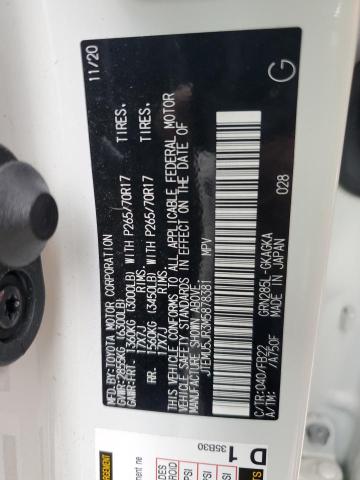 MFD. BY: TOYOTA MOTOR CORPORATION 11/20
GVWR: 2855KG (6300LB)
GAWR: FRT. 1360KG (3000LB) WITH P265/70R17 TIRES,
17X7J RIMS,
RR. 1560KG (3450LB) WITH P265/70R17 TIRES,
17X7J RIMS,
THIS VEHICLE CONFORMS TO ALL APPLICABLE FEDERAL MOTOR
VEHICLE SAFETY STANDARDS IN EFFECT ON THE DATE OF
MANUFACTURE SHOWN ABOVE.
MPV
C/TR: 040/FB22 GRN285L-GKAGKA
A/TM: /A750F MADE IN JAPAN 028
G
D 1
35B30